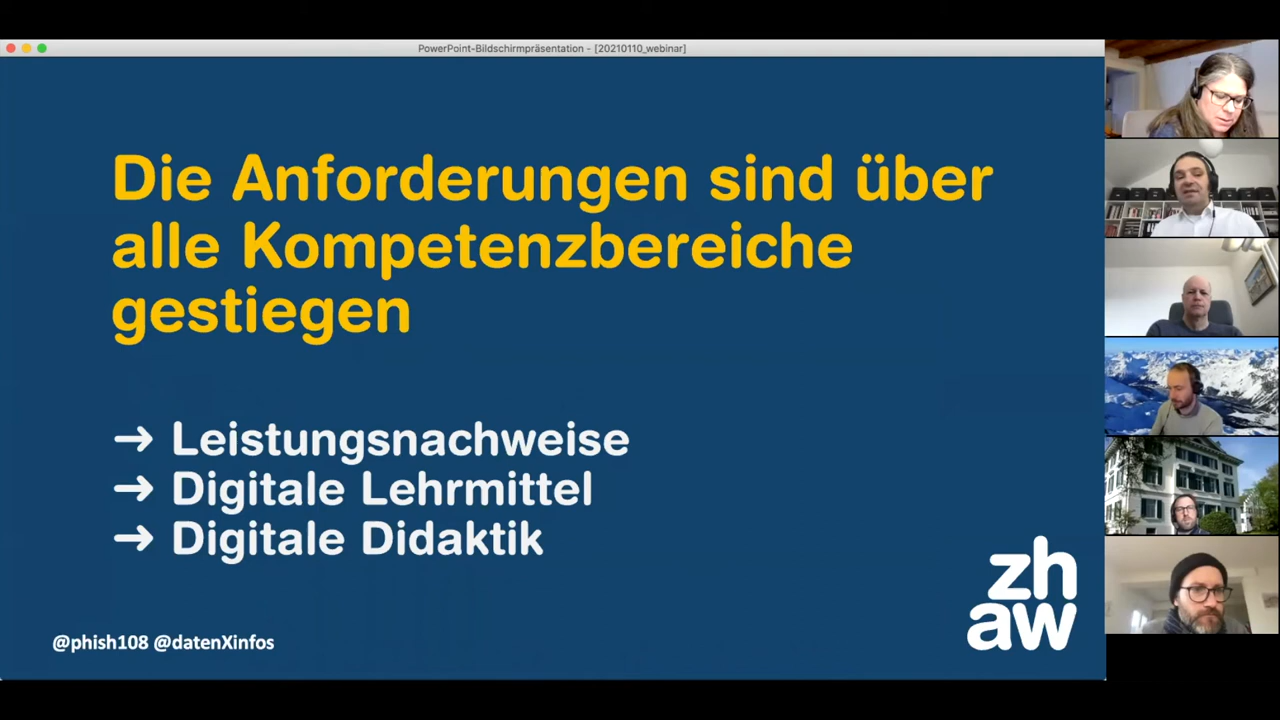 PowerPoint-Bildschirmpräsentation - [20210110_webinar]
Die Anforderungen sind über
alle Kompetenzbereiche
gestiegen
→ Leistungsnachweise
→ Digitale Lehrmittel
→ Digitale Didaktik
zh
aw
@phish108 @datenXinfos